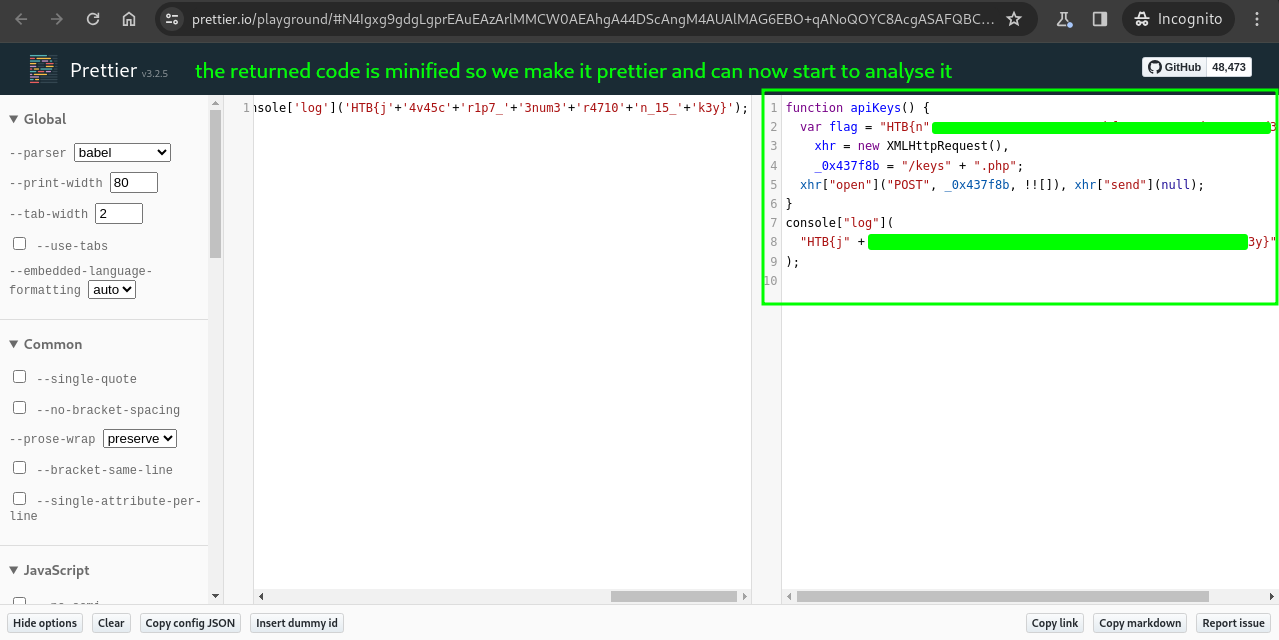 prettier.io/playground/#N4Igxg9gdgLgprEAuEAzArlMMCW0AEAhgA44DScAngM4AUAlMAG6EBO+qANoQOYC8AcgASAFQBC...
Incognito
Prettier v3.2.5
the returned code is minified so we make it prettier and can now start to analyse it
GitHub 48,473
Global
--parser babel
--print-width 80
--tab-width 2
--use-tabs
--embedded-language-
formatting auto
Common
--single-quote
--no-bracket-spacing
--prose-wrap preserve
--bracket-same-line
--single-attribute-per-
line
JavaScript
1 nsole['log']('HTB{j'+'4v45c'+'r1p7_'+'3num3'+'r4710'+'n_15_'+'k3y}');
1 function apiKeys() {
2 var flag = "HTB{n"
3 xhr = new XMLHttpRequest(),
4 _0x437f8b = "/keys" + ".php";
5 xhr["open"]("POST", _0x437f8b, !![]), xhr["send"](null);
6 }
7 console["log"](
8 "HTB{j" + 3y}"
9 );
10
Hide options Clear Copy config JSON Insert dummy id Copy link Copy markdown Report issue